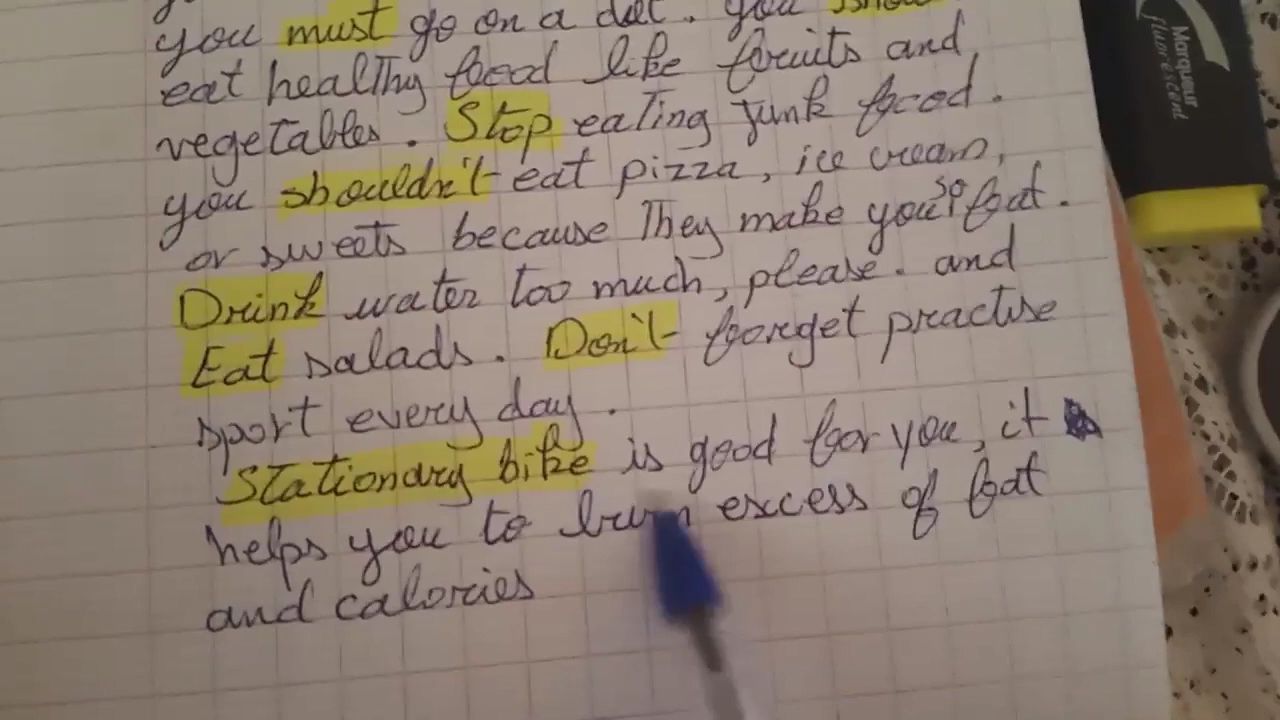 you must go on a diet. you shou
eat healthy food like fruits and
vegetables. Stop eating junk food.
you shouldn't eat pizza, ice cream,
or sweets because They make you so fat.
Drink water too much, please. and
Eat salads. Don't forget practise
sport every day.
Stationary bike is good for you, it
helps you to burn excess of fat
and calories
Marqueur
fluorescent